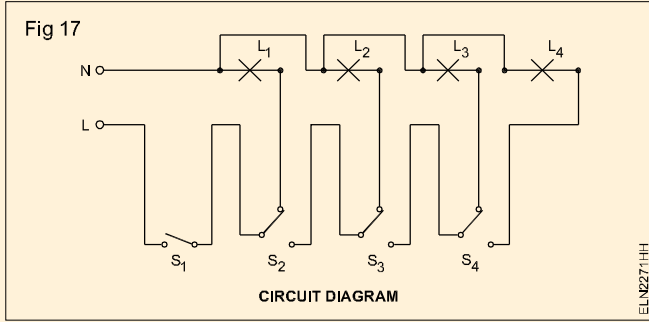 Fig 17
L1 L2 L3 L4
N
L
S1 S2 S3 S4
CIRCUIT DIAGRAM
ELN2271HH